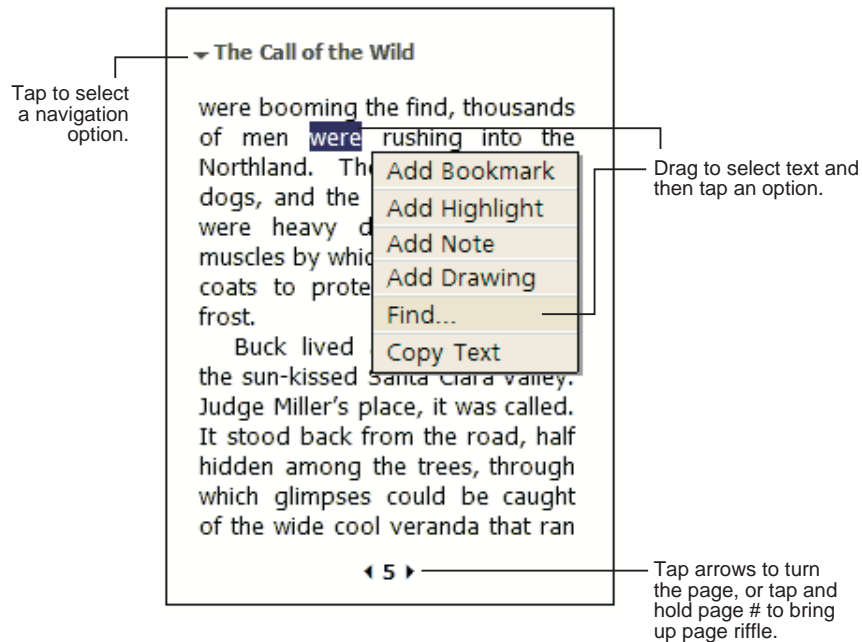 The Call of the Wild
Tap to select
a navigation
option.
were booming the find, thousands
of men were rushing into the
Northland. The
dogs, and the
were heavy d
muscles by whic
coats to prote
frost.
Buck lived
the sun-kissed Santa Clara Valley.
Judge Miller's place, it was called.
It stood back from the road, half
hidden among the trees, through
which glimpses could be caught
of the wide cool veranda that ran
Add Bookmark
Add Highlight
Add Note
Add Drawing
Find...
Copy Text
Drag to select text and
then tap an option.
5
Tap arrows to turn
the page, or tap and
hold page # to bring
up page riffle.